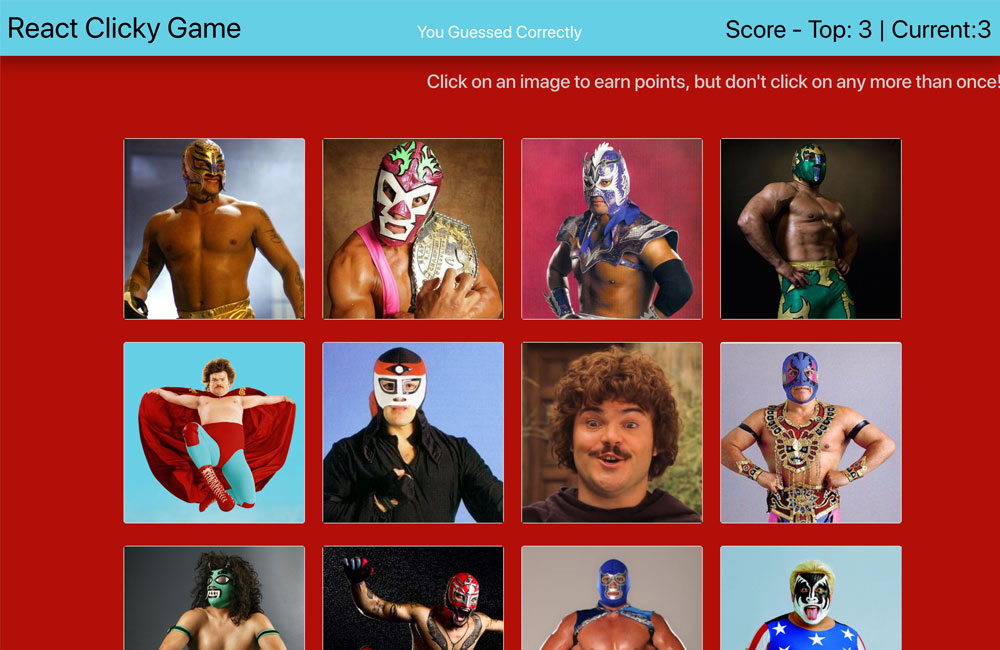 React Clicky Game
You Guessed Correctly
Score - Top: 3 | Current:3
Click on an image to earn points, but don't click on any more than once!